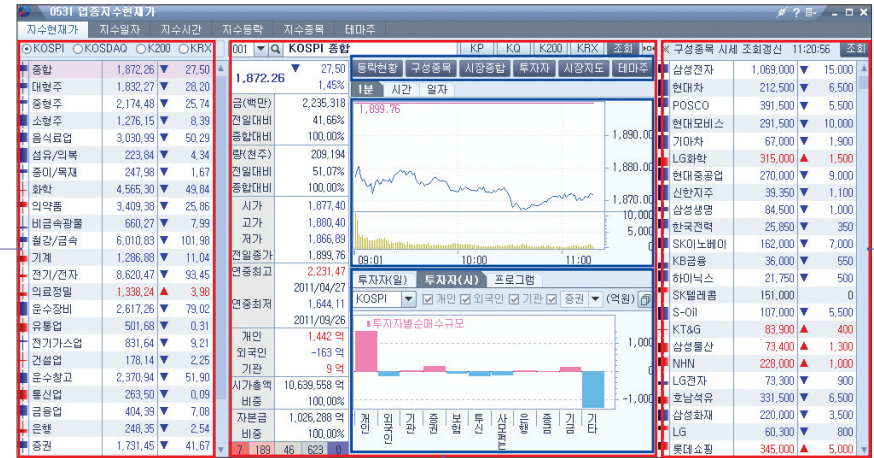 0531 업종지수현재가
지수현재가 지수일자 지수시간 지수등락 지수종목 테마주
KOSPI KOSDAQ K200 KRX
종합 1,872,26 ▼ 27,50
대형주 1,232,27 ▼ 28,20
중형주 2,174,48 ▼ 25,74
소형주 1,276,15 ▼ 8,39
음식료업 3,030,99 ▼ 50,29
섬유/의복 223,84 ▼ 4,34
종이/목재 247,98 ▼ 1,67
화학 4,565,30 ▼ 49,84
의약품 3,409,38 ▼ 25,86
비금속광물 660,27 ▼ 7,99
철강/금속 6,010,83 ▼ 101,98
기계 1,286,88 ▼ 11,04
전기/전자 8,620,47 ▼ 93,45
의료정밀 1,338,24 ▲ 3,98
운수장비 2,617,26 ▼ 79,02
유통업 501,68 ▼ 0,31
전기가스업 831,64 ▼ 9,21
건설업 178,14 ▼ 2,25
운수창고 2,370,94 ▼ 51,90
통신업 263,50 ▼ 0,09
금융업 404,39 ▼ 7,08
은행 248,35 ▼ 2,54
증권 1,731,45 ▼ 41,67
001 KOSPI 종합 KP KQ K200 KRX 조회
1,872.26 ▼ 27,50
1,45%
금(백만) 2,235,318
전일대비 41,66%
종합대비 100,00%
량(천주) 209,194
전일대비 51,07%
종합대비 100,00%
시가 1,877,40
고가 1,880,40
저가 1,866,89
전일종가 1,899,76
연중최고 2,231,47
2011/04/27
연중최저 1,644,11
2011/09/26
개인 1,442 억
외국인 -163 억
기관 9 억
시가총액 10,639,558 억
비중 100,00%
자본금 1,026,288 억
비중 100,00%
7 189 46 623 0
등락현황 구성종목 시장종합 투자자 시장지도 테마주
1분 시간 일자
1,899.76
1,890.00
1,880.00
1,870.00
10,000
5,000
0
09:01 10:00 11:00
투자자(일) 투자자(시) 프로그램
KOSPI 개인 외국인 기관 증권 (억원)
투자자별순매수규모
1,000
0
-1,000
개인 외국인 기관 증권 보험 투신 사모펀드 은행 종금 기금 기타
구성종목 시세 조회갱신 11:20:56 조회
삼성전자 1,069,000 ▼ 15,000
현대차 212,500 ▼ 6,500
POSCO 391,500 ▼ 5,500
현대모비스 291,500 ▼ 10,000
기아차 67,000 ▼ 1,900
LG화학 315,000 ▲ 1,500
현대중공업 270,000 ▼ 9,000
신한지주 39,350 ▼ 1,100
삼성생명 84,500 ▼ 1,000
한국전력 25,850 ▼ 350
SK이노베이 162,000 ▼ 7,000
KB금융 36,000 ▼ 550
하이닉스 21,750 ▼ 500
SK텔레콤 151,000 0
S-Oil 107,000 ▼ 5,500
KT&G 83,900 ▲ 400
삼성물산 73,400 ▲ 1,300
NHN 228,000 ▲ 1,000
LG전자 73,300 ▼ 900
호남석유 331,500 ▼ 6,500
삼성화재 220,000 ▼ 3,500
LG 60,300 ▼ 800
롯데쇼핑 345,000 ▲ 5,000